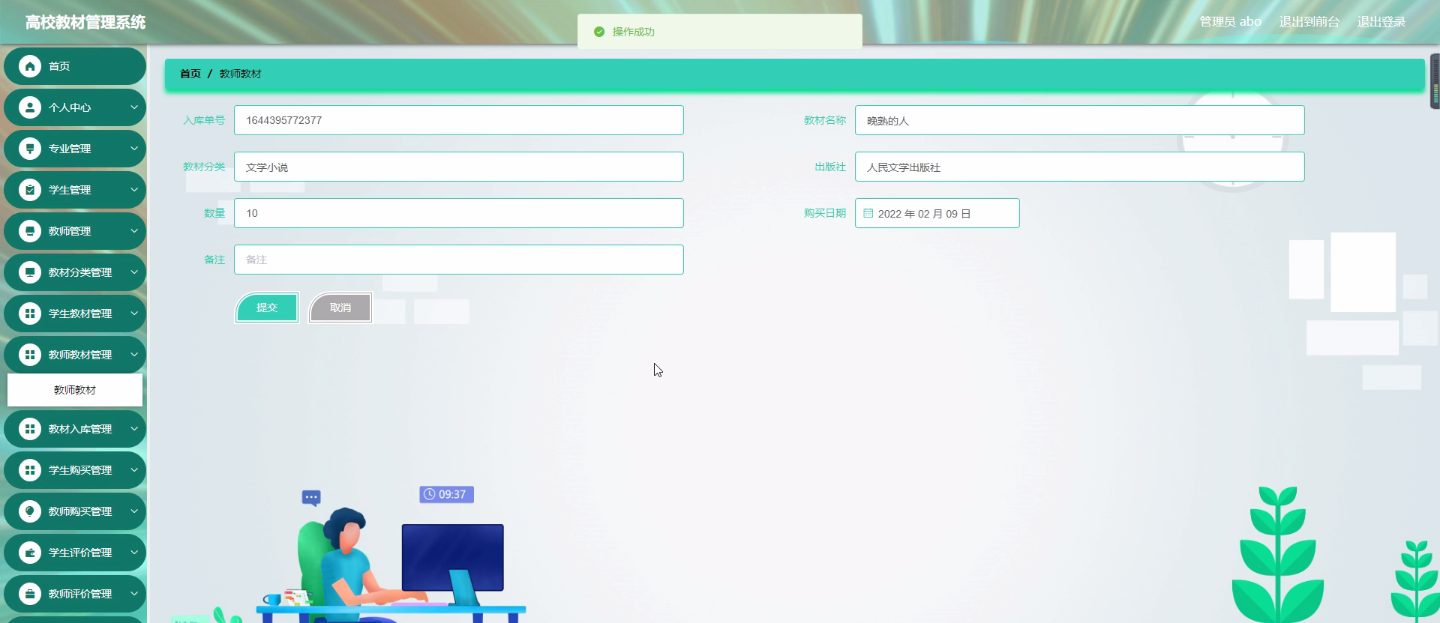 高校教材管理系统
操作成功
管理员 abo 退出到前台 退出登录
首页
个人中心
专业管理
学生管理
教师管理
教材分类管理
学生教材管理
教师教材管理
教师教材
教材入库管理
学生购买管理
教师购买管理
学生评价管理
教师评价管理
首页 / 教师教材
入库单号 1644395772377
教材名称 晚熟的人
教材分类 文学小说
出版社 人民文学出版社
数量 10
购买日期 2022 年 02 月 09 日
备注 备注
提交 取消
09:37